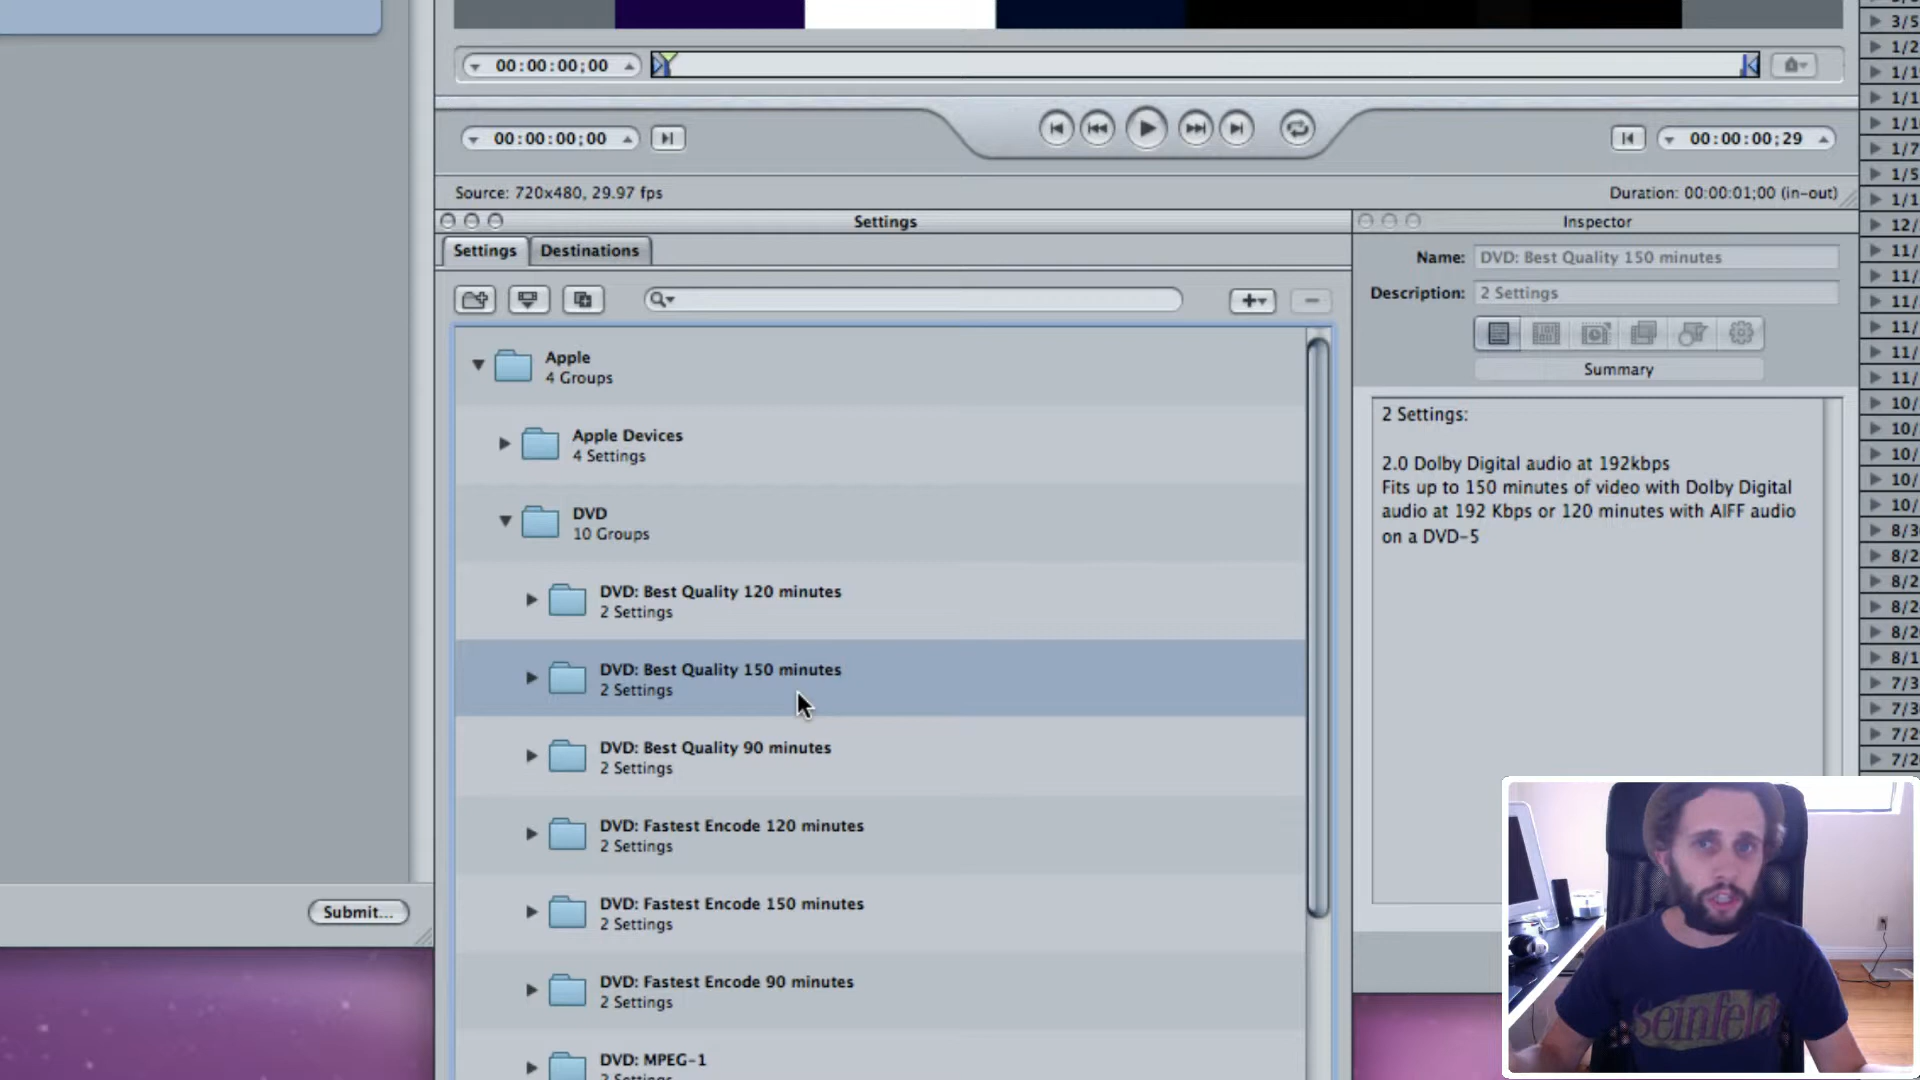 00:00:00;00
00:00:00;00
00:00:00;29
Source: 720x480, 29.97 fps
Duration: 00:00:01;00 (in-out)
Settings
Settings
Destinations
Apple
4 Groups
Apple Devices
4 Settings
DVD
10 Groups
DVD: Best Quality 120 minutes
2 Settings
DVD: Best Quality 150 minutes
2 Settings
DVD: Best Quality 90 minutes
2 Settings
DVD: Fastest Encode 120 minutes
2 Settings
DVD: Fastest Encode 150 minutes
2 Settings
DVD: Fastest Encode 90 minutes
2 Settings
DVD: MPEG-1
Submit...
Inspector
Name: DVD: Best Quality 150 minutes
Description: 2 Settings
Summary
2 Settings:
2.0 Dolby Digital audio at 192kbps
Fits up to 150 minutes of video with Dolby Digital
audio at 192 Kbps or 120 minutes with AIFF audio
on a DVD-5
Seinfeld